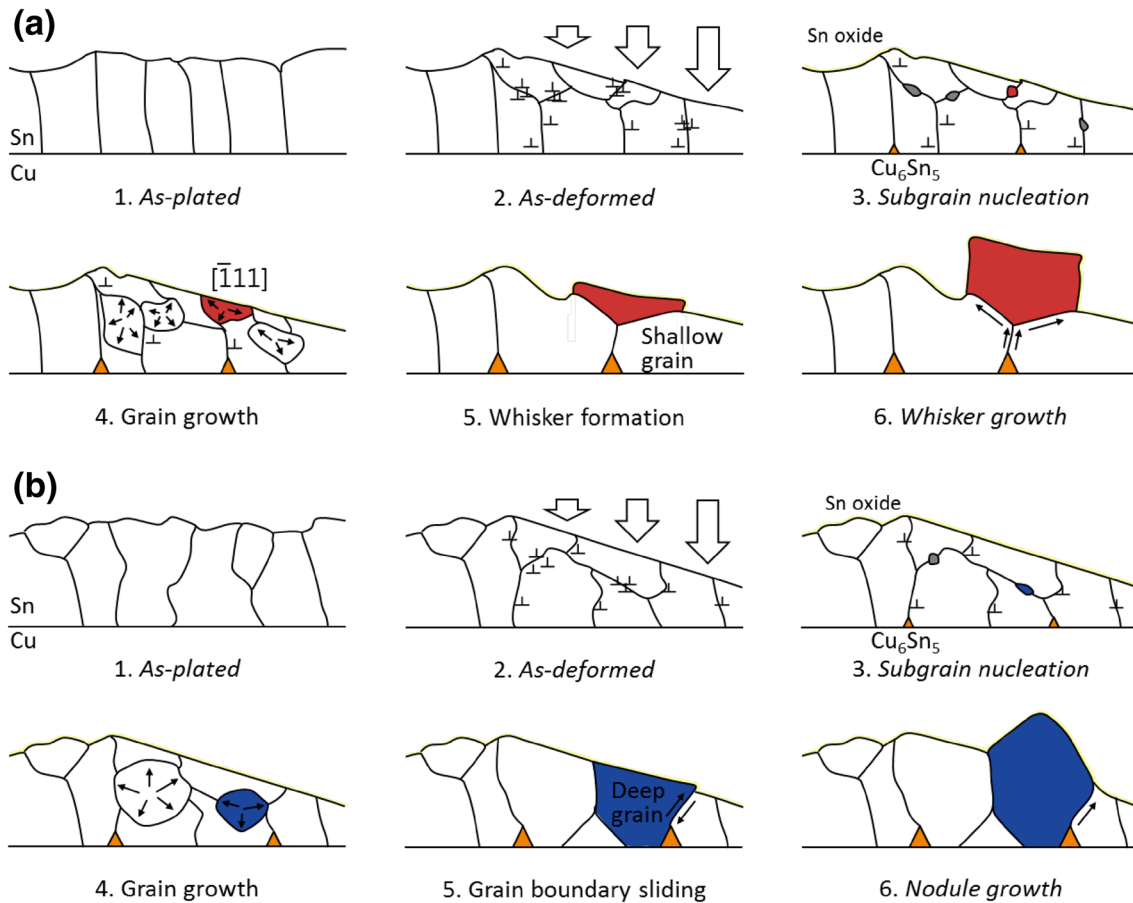 (a)
Sn
Cu
1. As-plated
2. As-deformed
Sn oxide
Cu₆Sn₅
3. Subgrain nucleation
[1̄11]
4. Grain growth
Shallow
grain
5. Whisker formation
6. Whisker growth
(b)
Sn
Cu
1. As-plated
2. As-deformed
Sn oxide
Cu₆Sn₅
3. Subgrain nucleation
4. Grain growth
Deep
grain
5. Grain boundary sliding
6. Nodule growth